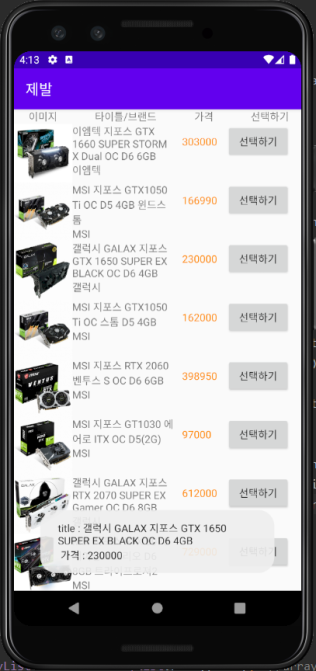 4:13
제발
이미지 타이틀/브랜드 가격 선택하기
이엠텍 지포스 GTX
1660 SUPER STORM
X Dual OC D6 6GB
이엠텍
303000
선택하기
MSI 지포스 GTX1050
Ti OC D5 4GB 윈드스
톰
MSI
166990
선택하기
갤럭시 GALAX 지포스
GTX 1650 SUPER EX
BLACK OC D6 4GB
갤럭시
230000
선택하기
MSI 지포스 GTX1050
Ti OC 스톰 D5 4GB
MSI
162000
선택하기
MSI 지포스 RTX 2060
벤투스 S OC D6 6GB
MSI
398950
선택하기
MSI 지포스 GT1030 에
어로 ITX OC D5(2G)
MSI
97000
선택하기
갤럭시 GALAX 지포스
RTX 2070 SUPER EX
Gamer OC D6 8GB
612000
선택하기
title : 갤럭시 GALAX 지포스 GTX 1650
SUPER EX BLACK OC D6 4GB
가격 : 230000
MSI